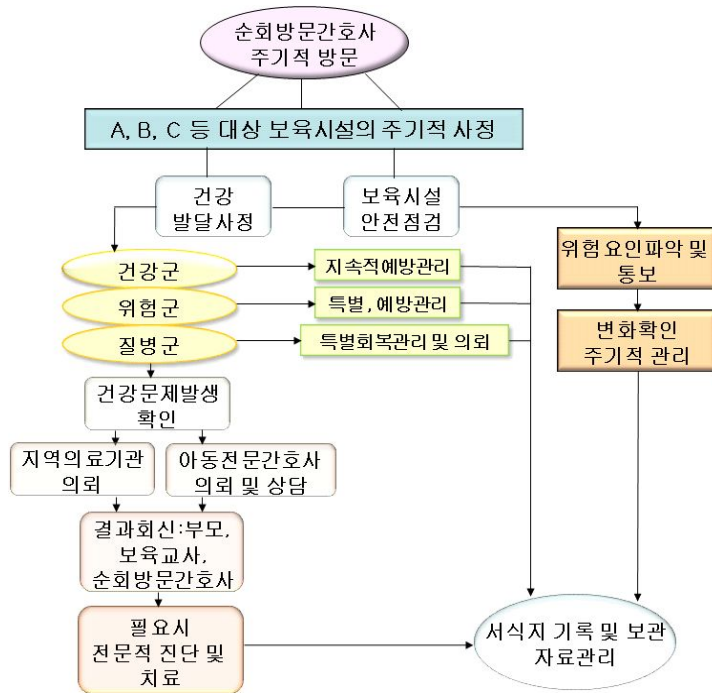 순회방문간호사
주기적 방문
A, B, C 등 대상 보육시설의 주기적 사정
건강
발달사정
보육시설
안전점검
위험요인파악 및
통보
건강군
지속적예방관리
위험군
특별, 예방관리
질병군
특별회복관리 및 의뢰
변화확인
주기적 관리
건강문제발생
확인
지역의료기관
의뢰
아동전문간호사
의뢰 및 상담
결과회신:부모,
보육교사,
순회방문간호사
필요시
전문적 진단 및
치료
서식지 기록 및 보관
자료관리